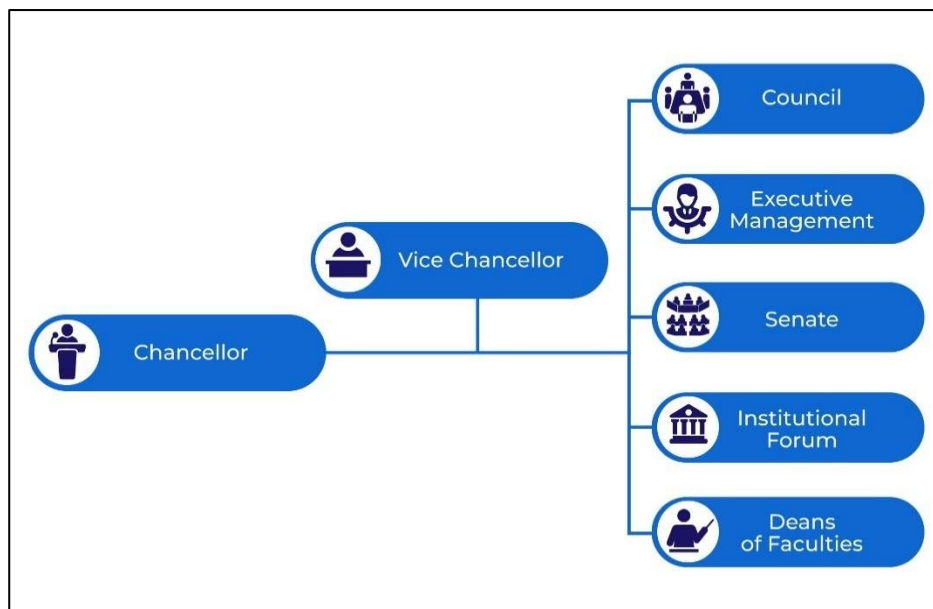 Council
Executive
Management
Vice Chancellor
Senate
Chancellor
Institutional
Forum
Deans
of Faculties